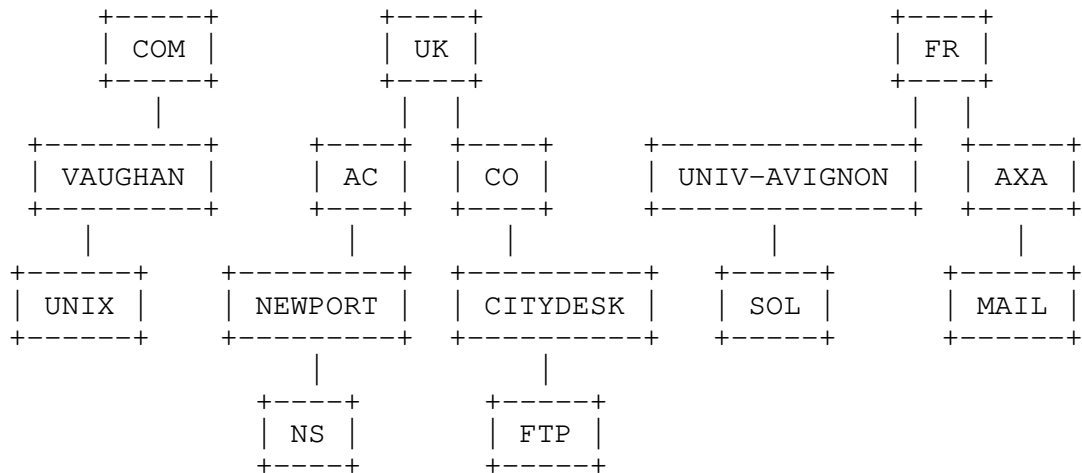 COM UK FR
VAUGHAN AC CO UNIV-AVIGNON AXA
UNIX NEWPORT CITYDESK SOL MAIL
NS FTP